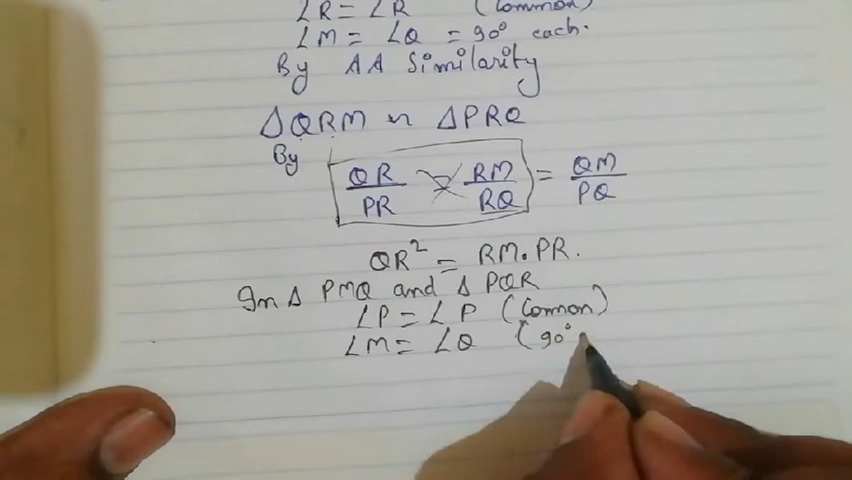 ∠R = ∠R (Common)
∠M = ∠Q = 90° each.
By AA Similarity
ΔQRM ~ ΔPRQ
By QR/PR = RM/RQ = QM/PQ
QR² = RM.PR.
In Δ PMQ and Δ PQR
∠P = ∠P (Common)
∠M = ∠Q (90°